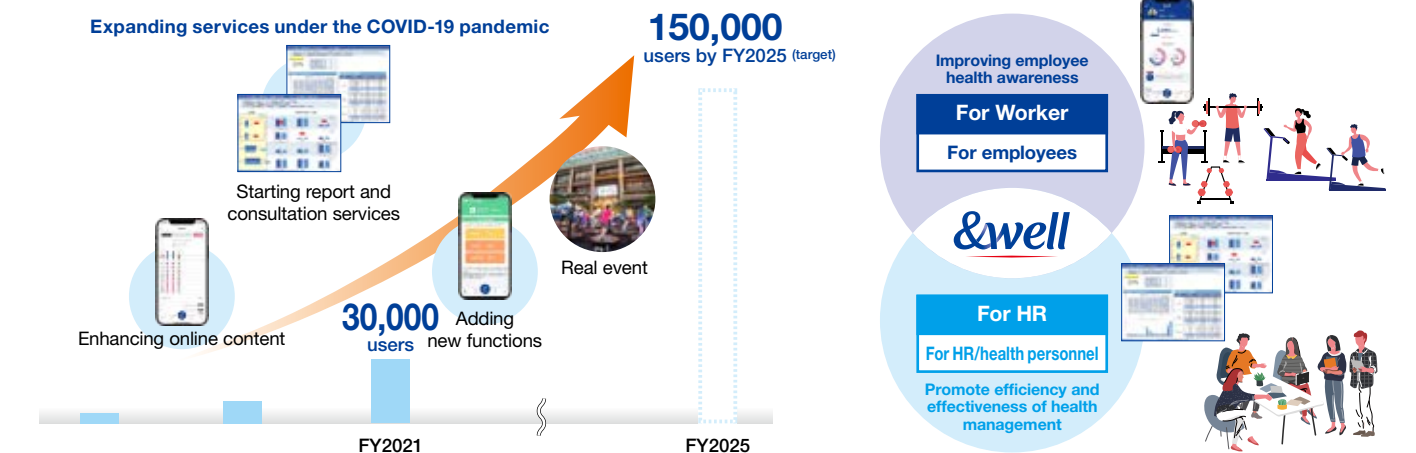 Expanding services under the COVID-19 pandemic
150,000
users by FY2025 (target)
Starting report and
consultation services
Real event
Enhancing online content
30,000
users
Adding
new functions
FY2021
FY2025
Improving employee
health awareness
For Worker
For employees
&well
For HR
For HR/health personnel
Promote efficiency and
effectiveness of health
management